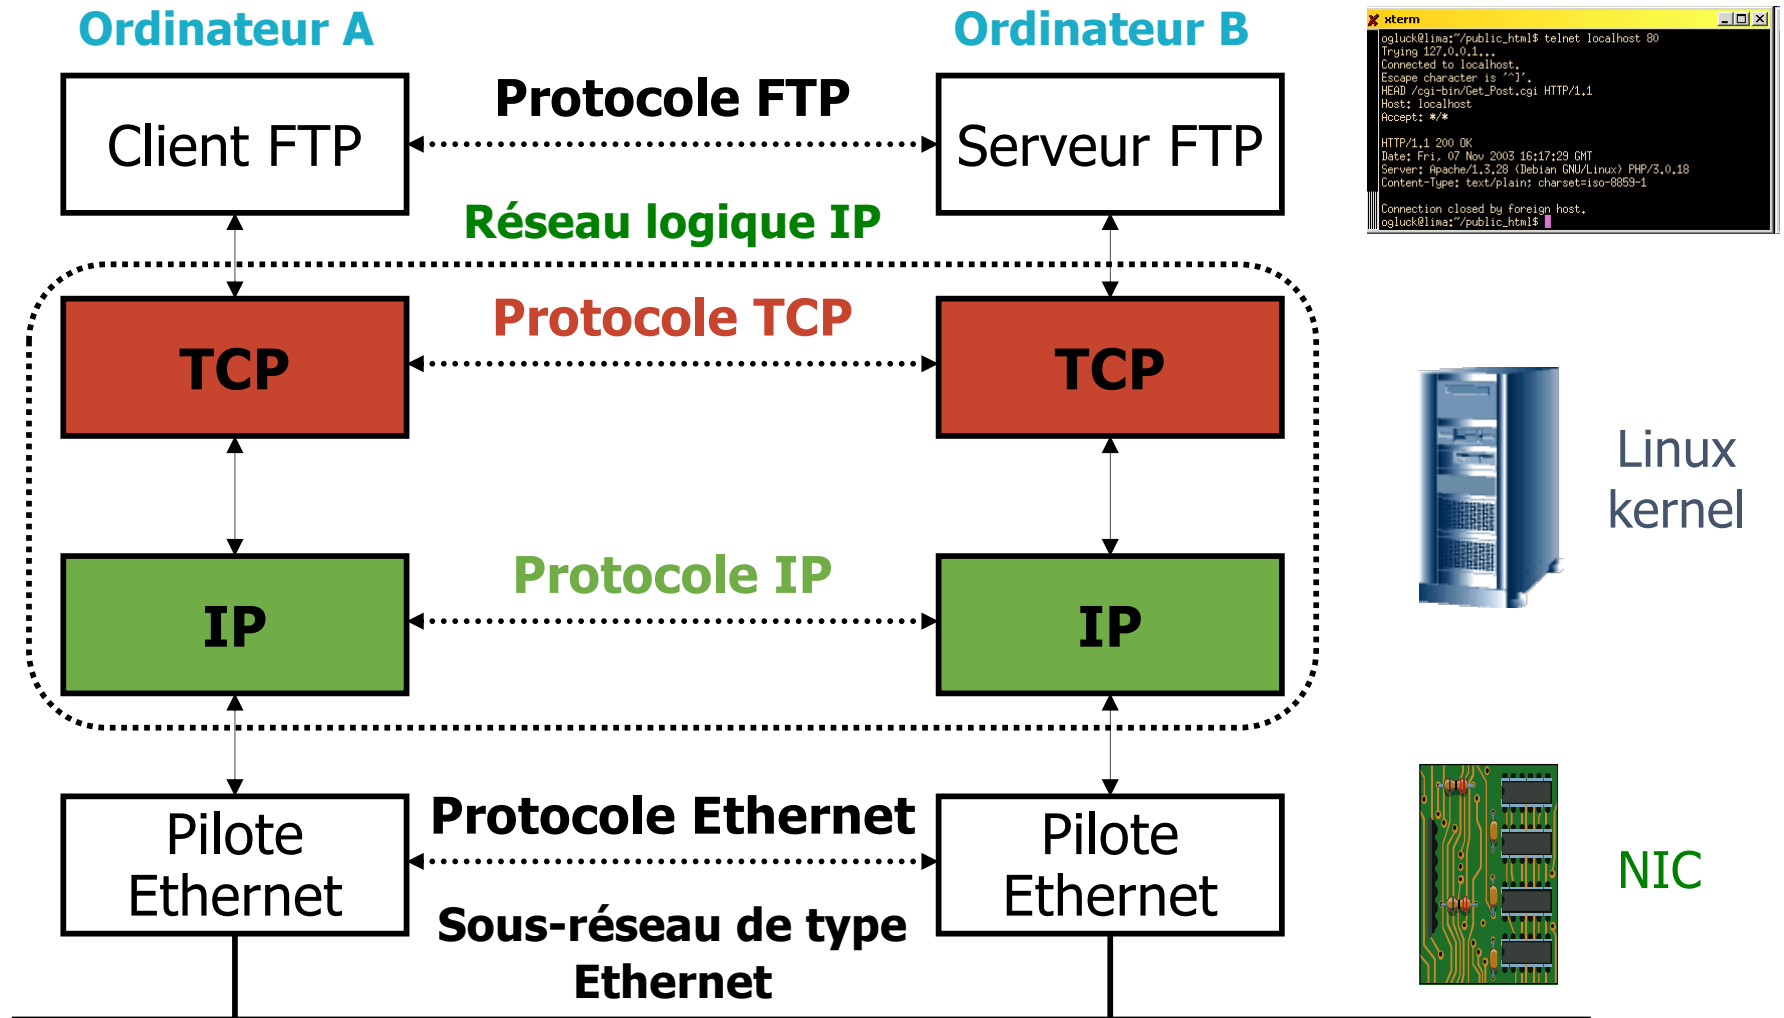 Ordinateur A
Ordinateur B
Protocole FTP
Client FTP
Serveur FTP
Réseau logique IP
Protocole TCP
TCP
TCP
Protocole IP
IP
IP
Protocole Ethernet
Pilote
Ethernet
Pilote
Ethernet
Sous-réseau de type
Ethernet
xterm
ogluck@lima:~/public_html$ telnet localhost 80
Trying 127.0.0.1...
Connected to localhost.
Escape character is '^]'.
HEAD /cgi-bin/Get_Post.cgi HTTP/1.1
Host: localhost
Accept: */*
HTTP/1.1 200 OK
Date: Fri, 07 Nov 2003 16:17:29 GMT
Server: Apache/1.3.28 (Debian GNU/Linux) PHP/3.0.18
Content-Type: text/plain; charset=iso-8859-1
Connection closed by foreign host.
ogluck@lima:~/public_html$
Linux
kernel
NIC